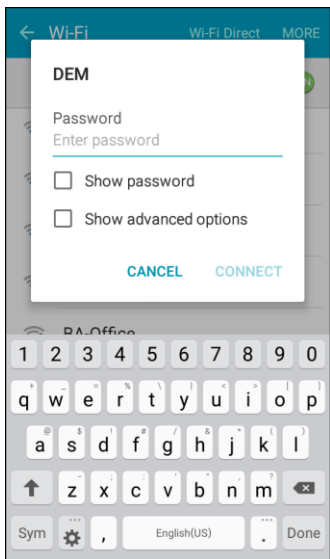 Wi-Fi Wi-Fi Direct MORE
DEM
Password
Enter password
Show password
Show advanced options
CANCEL CONNECT
BA-Office
1 2 3 4 5 6 7 8 9 0
q w e r t y u i o p
a s d f g h j k l
z x c v b n m
Sym , English(US) . Done